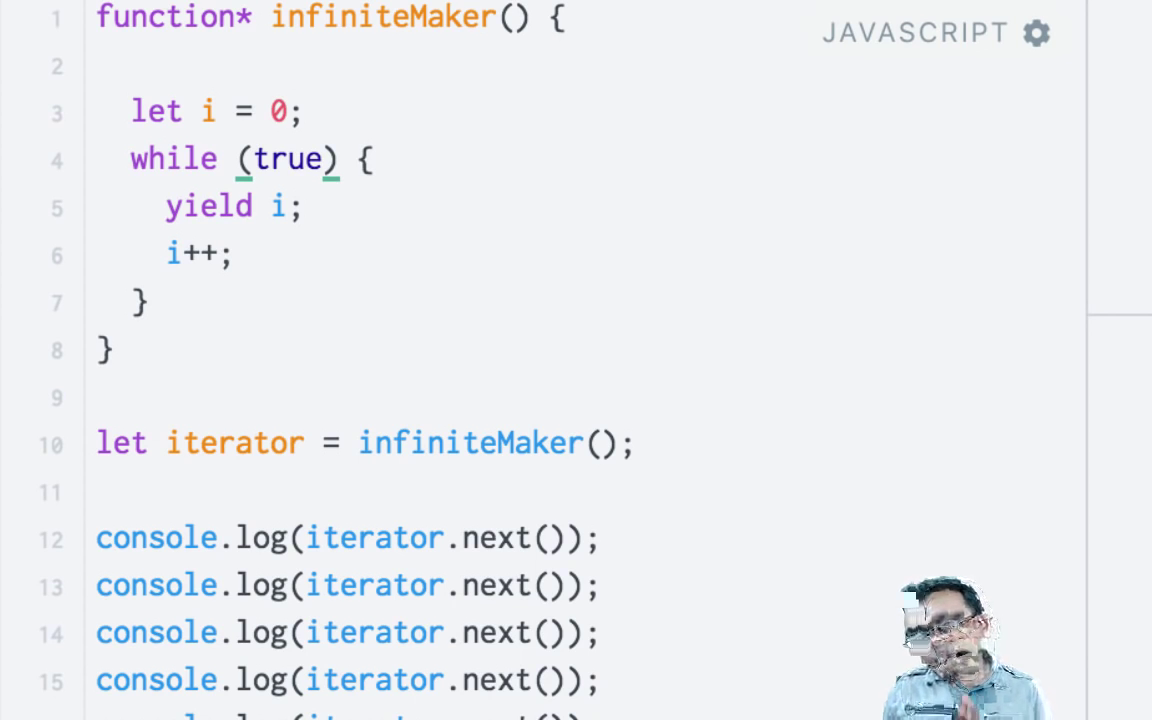 1 function* infiniteMaker() {
JAVASCRIPT
2
3 let i = 0;
4 while (true) {
5 yield i;
6 i++;
7 }
8 }
9
10 let iterator = infiniteMaker();
11
12 console.log(iterator.next());
13 console.log(iterator.next());
14 console.log(iterator.next());
15 console.log(iterator.next());